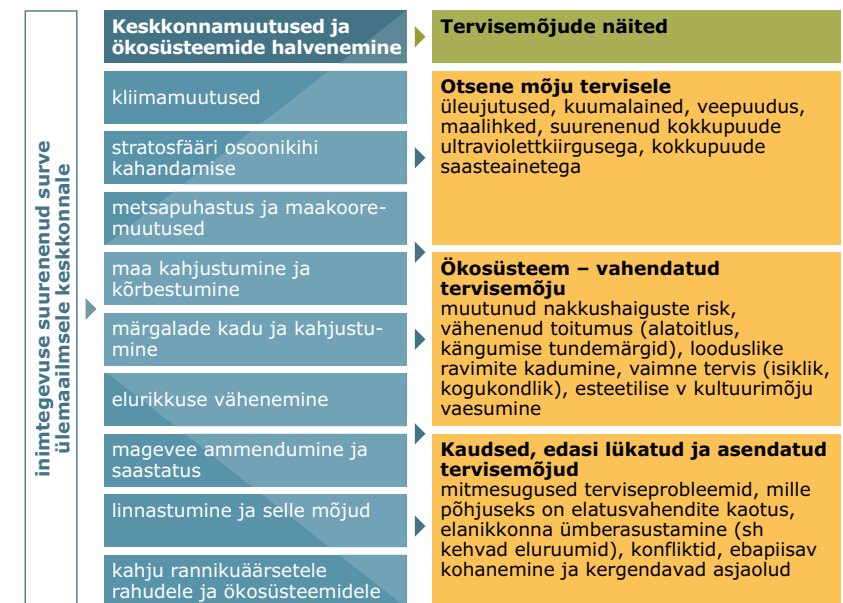 inimtegevuse suurenenud surve
ülemaailmsele keskkonnale
Keskkonnamuutused ja
ökosüsteemide halvenemine
kliimamuutused
stratosfääri osoonikihi
kahandamise
metsapuhastus ja maakoore-
muutused
maa kahjustumine ja
kõrbestumine
märgalade kadu ja kahjustu-
mine
elurikkuse vähenemine
magevee ammendumine ja
saastatus
linnastumine ja selle mõjud
kahju rannikuäärsetele
rahudele ja ökosüsteemidele
Tervisemõjude näited
Otsene mõju tervisele
üleujutused, kuumalained, veepuudus,
maalihked, suurenenud kokkupuude
ultraviolettkiirgusega, kokkupuude
saasteainetega
Ökosüsteem – vahendatud
tervisemõju
muutunud nakkushaiguste risk,
vähenenud toitumus (alatoitlus,
kängumise tundemärgid), looduslike
ravimite kadumine, vaimne tervis (isiklik,
kogukondlik), esteetilise v kultuurimõju
vaesumine
Kaudsed, edasi lükatud ja asendatud
tervisemõjud
mitmesugused terviseprobleemid, mille
põhjuseks on elatusvahendite kaotus,
elanikkonna ümberasustamine (sh
kehvad eluruumid), konfliktid, ebapiisav
kohanemine ja kergendavad asjaolud